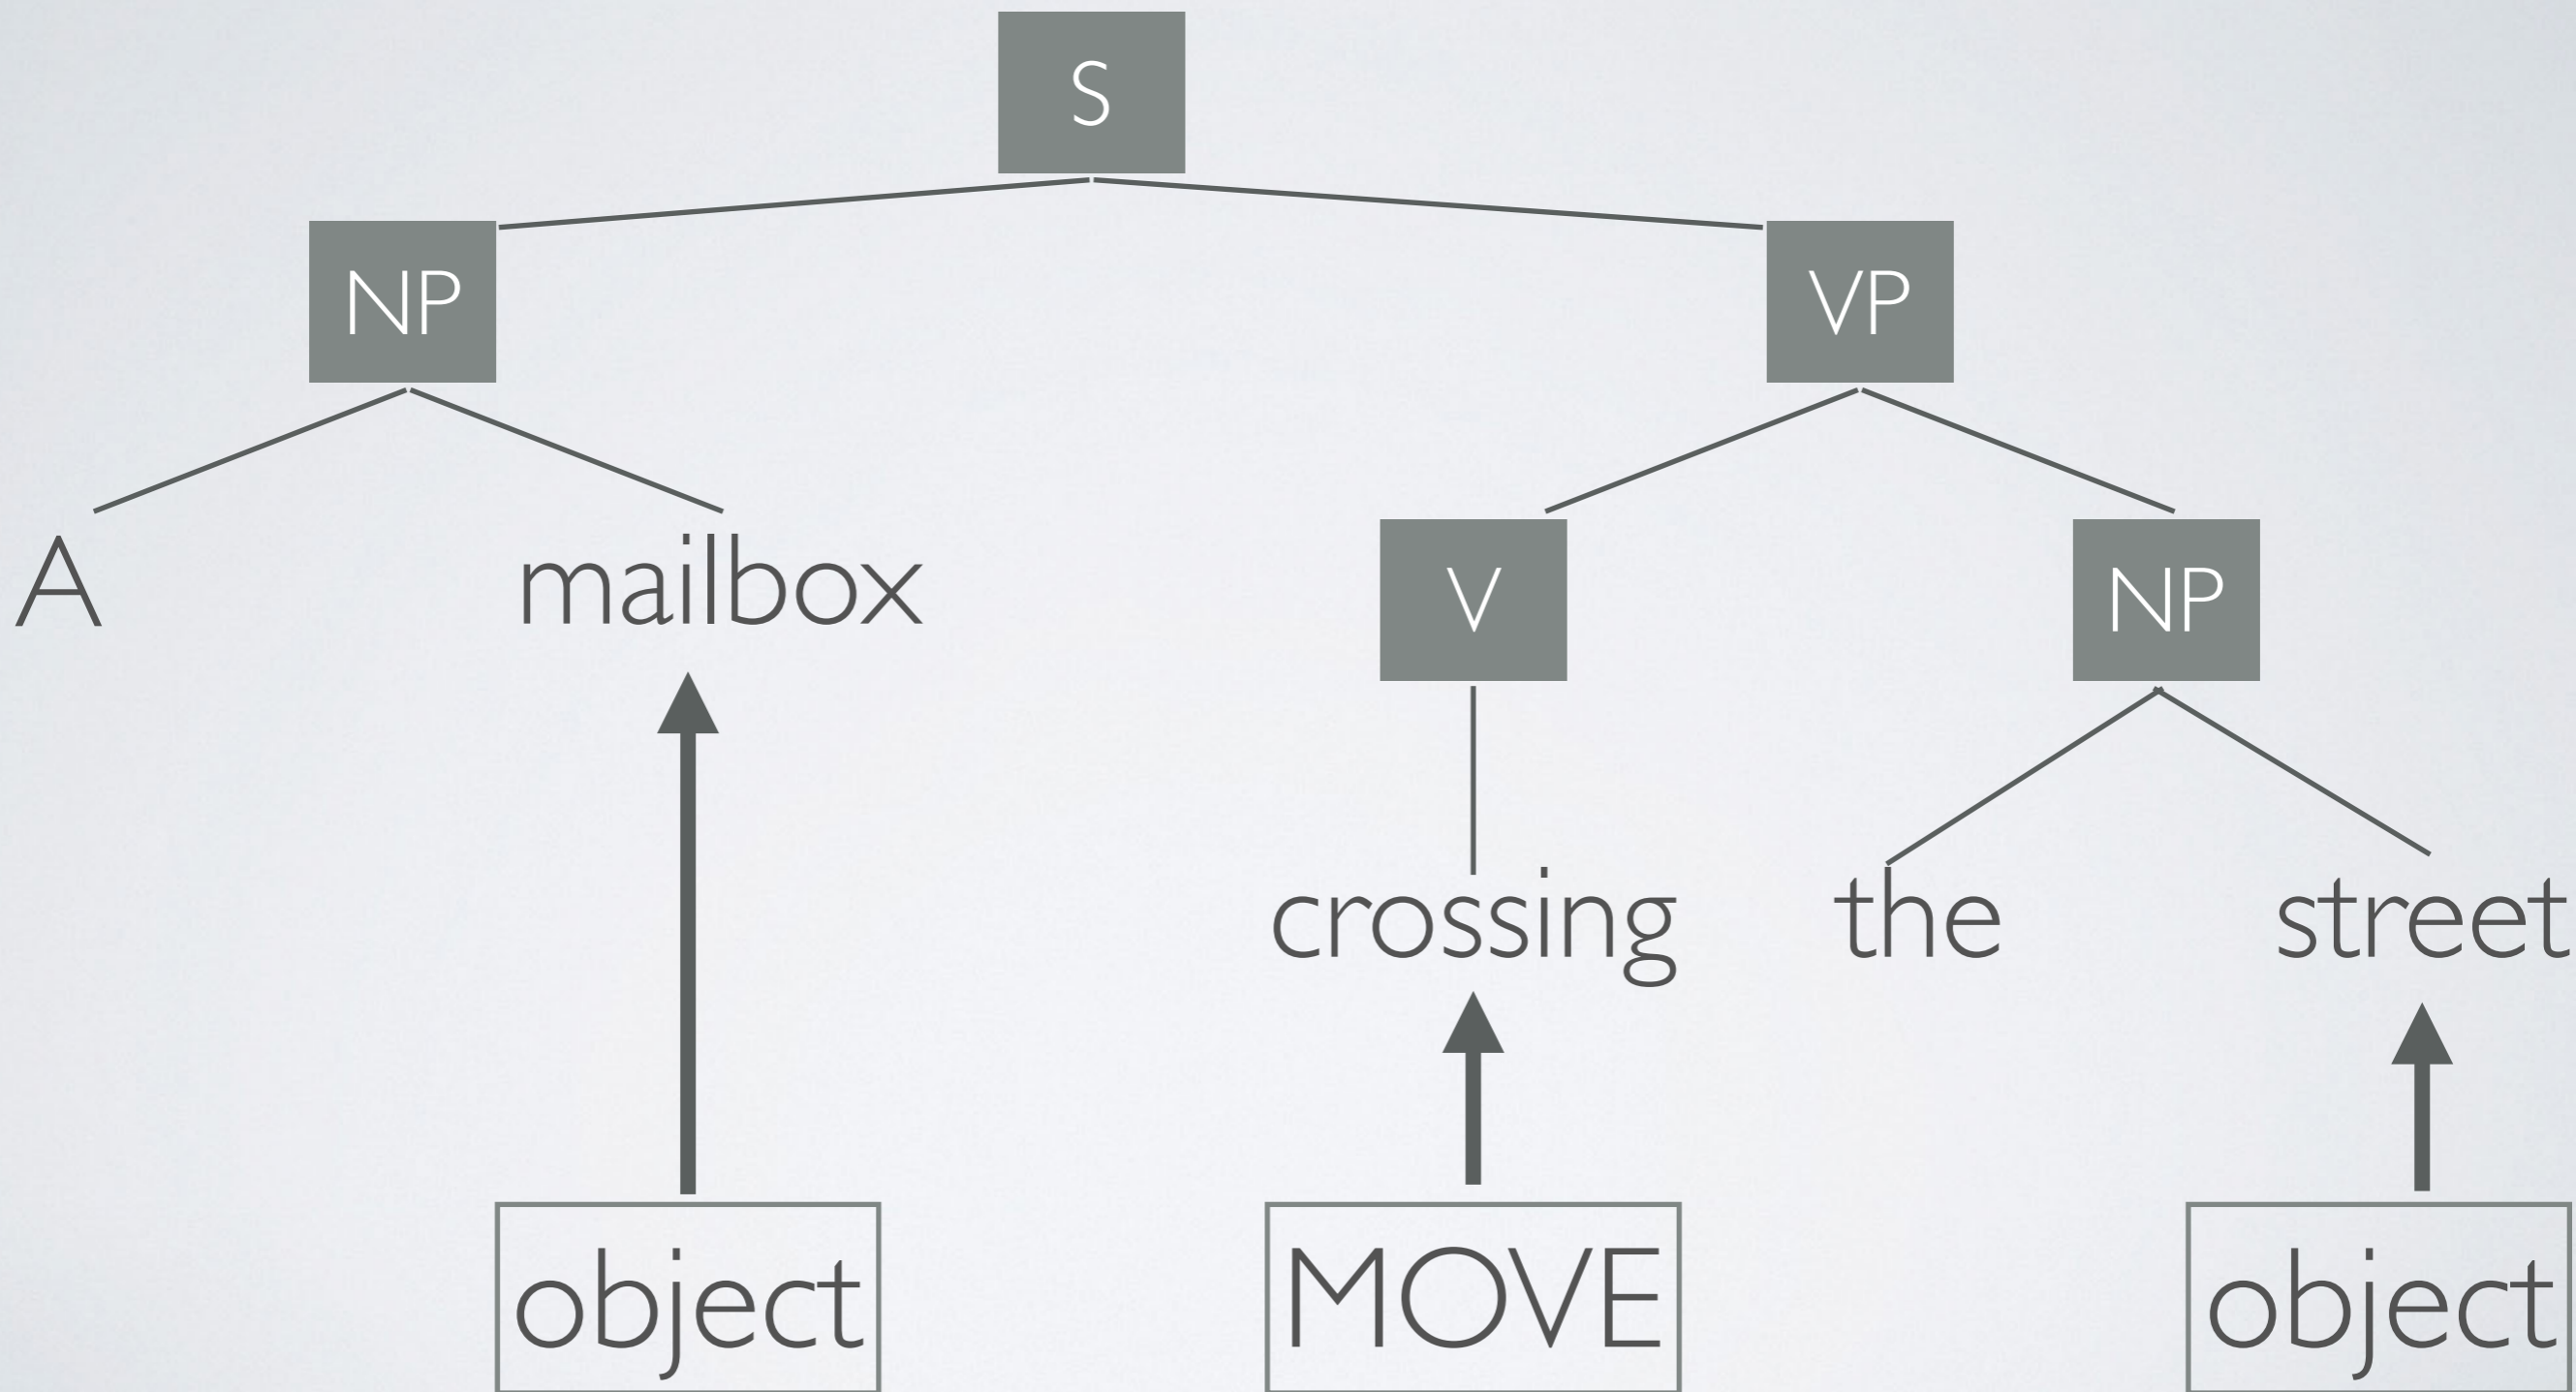 S
NP VP
A mailbox V NP
crossing the street
object MOVE object